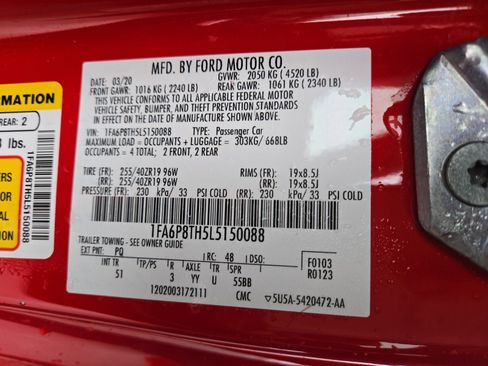 MFD. BY FORD MOTOR CO.
DATE: 03/20 GVWR: 2050 KG ( 4520 LB)
FRONT GAWR: 1016 KG ( 2240 LB) REAR GAWR: 1061 KG ( 2340 LB)
THIS VEHICLE CONFORMS TO ALL APPLICABLE FEDERAL MOTOR
VEHICLE SAFETY, BUMPER, AND THEFT PREVENTION STANDARDS
IN EFFECT ON THE DATE OF MANUFACTURE SHOWN ABOVE.
VIN: 1FA6P8TH5L5150088 TYPE: Passenger Car
MAXIMUM LOAD = OCCUPANTS + LUGGAGE = 303KG/ 668LB
OCCUPANTS = 4 TOTAL; 2 FRONT, 2 REAR
TIRE (FR): 255/40ZR19 96W RIMS (FR): 19x8.5J
(RR): 255/40ZR19 96W (RR): 19x8.5J
PRESSURE (FR): 230 kPa/ 33 PSI COLD (RR): 230 kPa/ 33 PSI COLD
1FA6P8TH5L5150088
TRAILER TOWING - SEE OWNER GUIDE
EXT PNT: PQ RC: 48 DSO: F0103
R0123
INT TR TP/PS R AXLE TR SPR
51 3 YY U 55BB
1202003172111 CMC 5U5A-5420472-AA
ORMATION
REAR: 2
lbs.
1FA6P8TH5L5150088